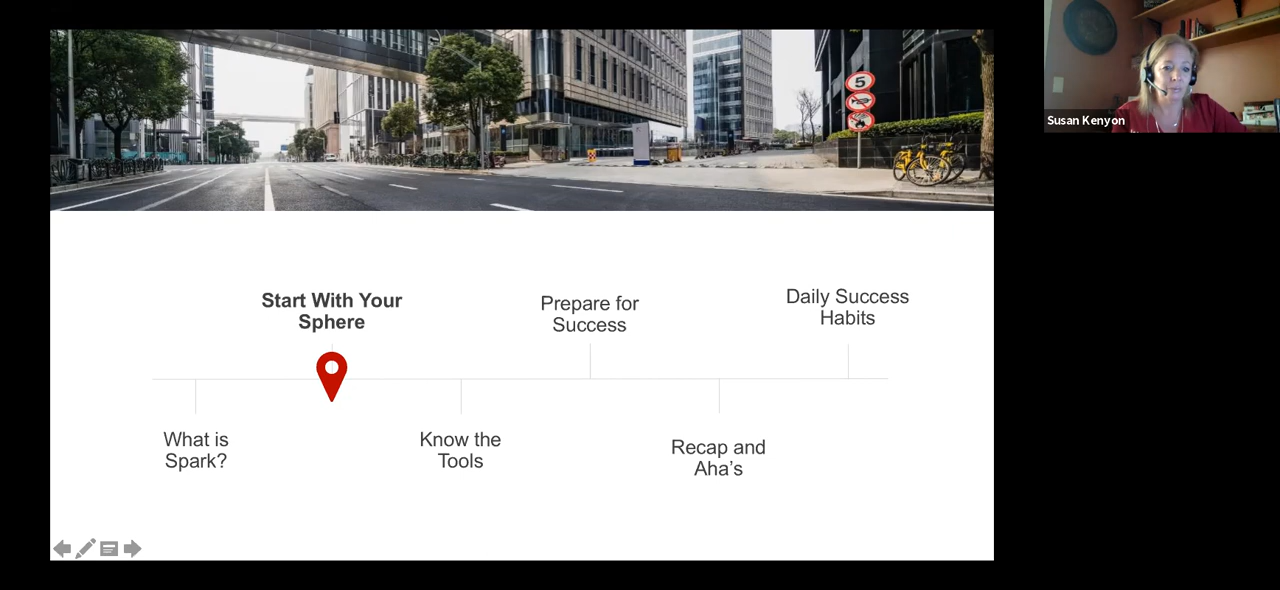 5
Susan Kenyon
Start With Your
Sphere
Prepare for
Success
Daily Success
Habits
What is
Spark?
Know the
Tools
Recap and
Aha’s